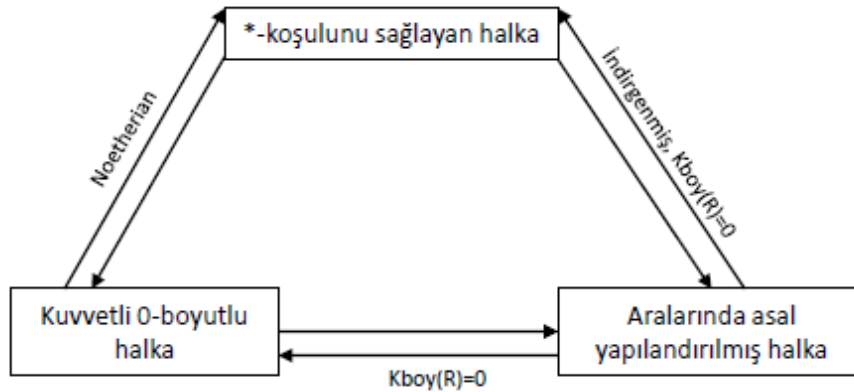 *-koşulunu sağlayan halka
Noetherian
İndirgenmiş, Kboy(R)=0
Kuvvetli 0-boyutlu
halka
Aralarında asal
yapılandırılmış halka
Kboy(R)=0